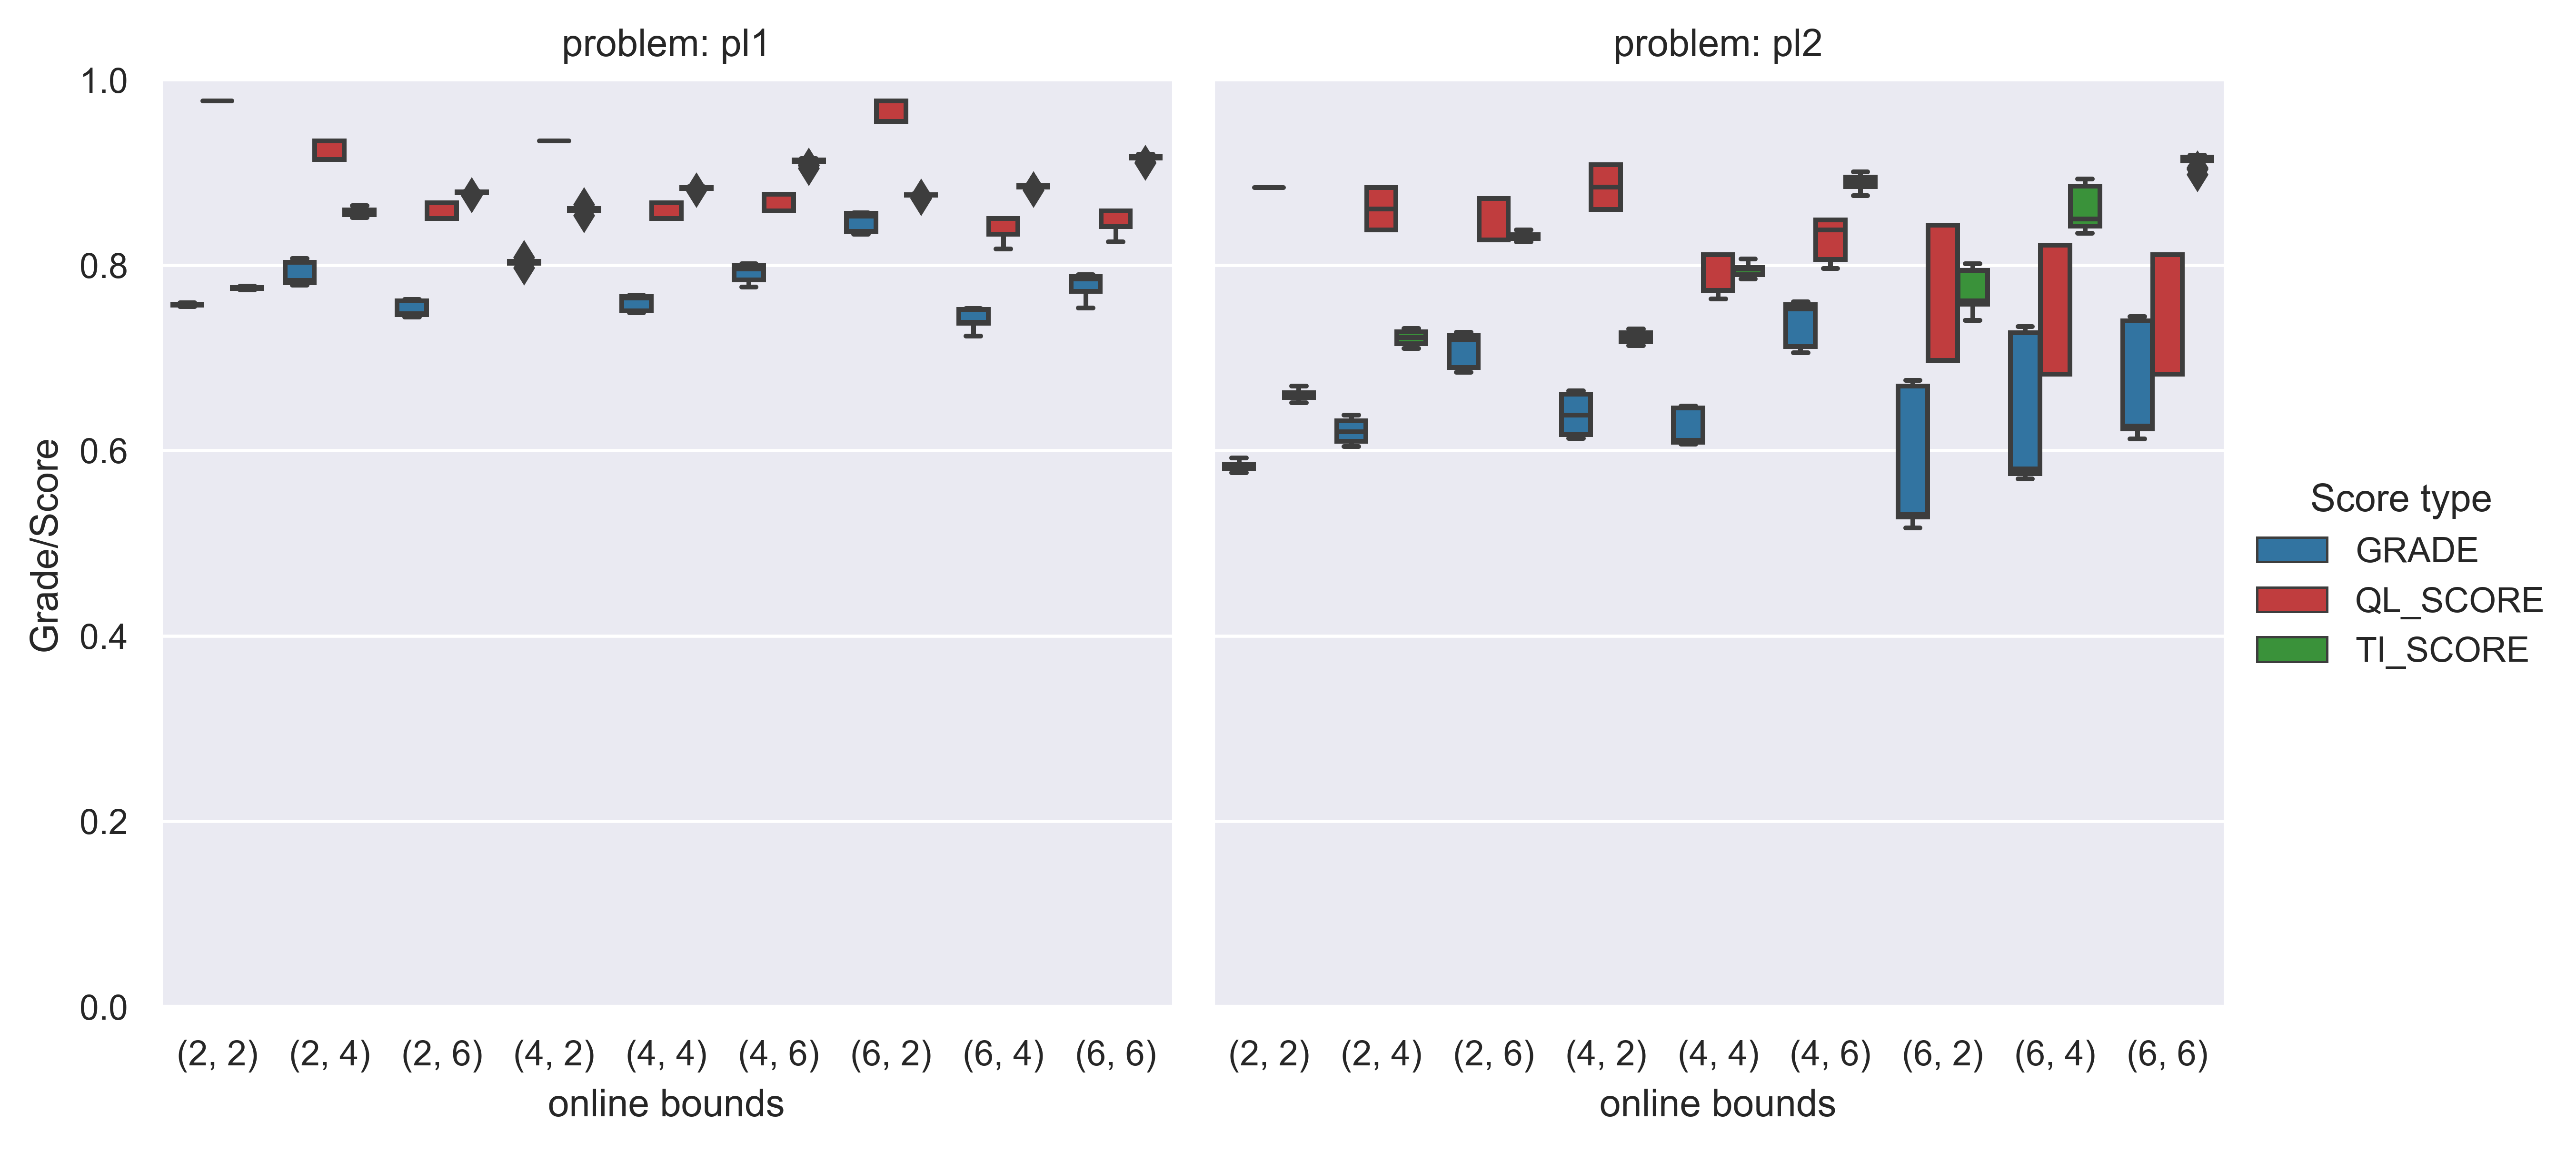 problem: pl1
problem: pl2
Grade/Score
1.0
0.8
0.6
0.4
0.2
0.0
(2, 2) (2, 4) (2, 6) (4, 2) (4, 4) (4, 6) (6, 2) (6, 4) (6, 6)
online bounds
(2, 2) (2, 4) (2, 6) (4, 2) (4, 4) (4, 6) (6, 2) (6, 4) (6, 6)
online bounds
Score type
GRADE
QL_SCORE
TI_SCORE